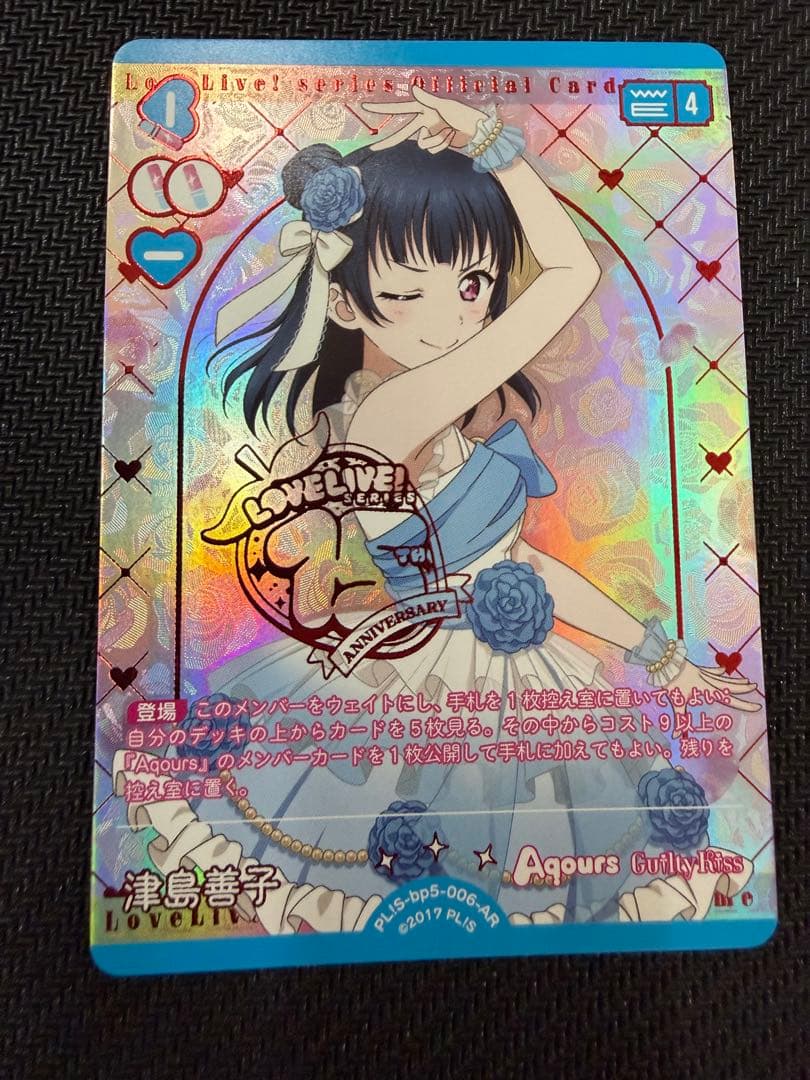 LoveLive! series Official Card
1
4
LOVELIVE!
SERIES
ANNIVERSARY
登場 このメンバーをウェイトにし、手札を1枚控え室に置いてもよい:
自分のデッキの上からカードを5枚見る。その中からコスト9以上の
『Aqours』のメンバーカードを1枚公開して手札に加えてもよい。残りを
控え室に置く。
Aqours GuiltyKiss
津島善子
PL!S-bp5-006-AR
©2017 PL!S